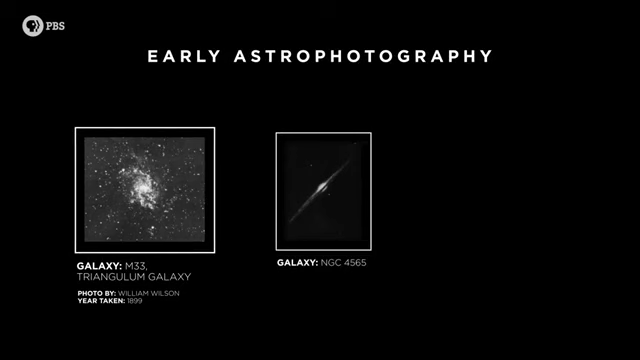 PBS
EARLY ASTROPHOTOGRAPHY
GALAXY: M33,
TRIANGULUM GALAXY
PHOTO BY: WILLIAM WILSON
YEAR TAKEN: 1899
GALAXY: NGC 4565